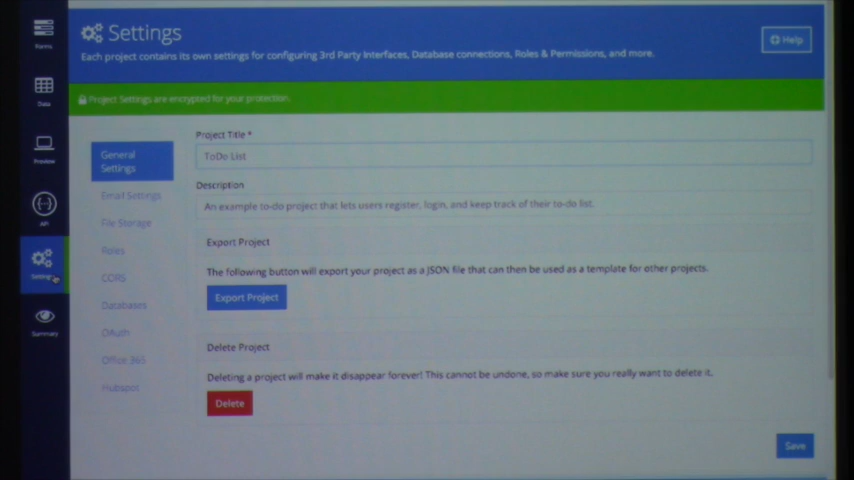 Forms
Data
Preview
API
Settings
Summary
Settings
Each project contains its own settings for configuring 3rd Party Interfaces, Database connections, Roles & Permissions, and more.
Help
Project Settings are encrypted for your protection.
General
Settings
Email Settings
File Storage
Roles
CORS
Databases
OAuth
Office 365
Hubspot
Project Title *
ToDo List
Description
An example to-do project that lets users register, login, and keep track of their to-do list.
Export Project
The following button will export your project as a JSON file that can then be used as a template for other projects.
Export Project
Delete Project
Deleting a project will make it disappear forever! This cannot be undone, so make sure you really want to delete it.
Delete
Save